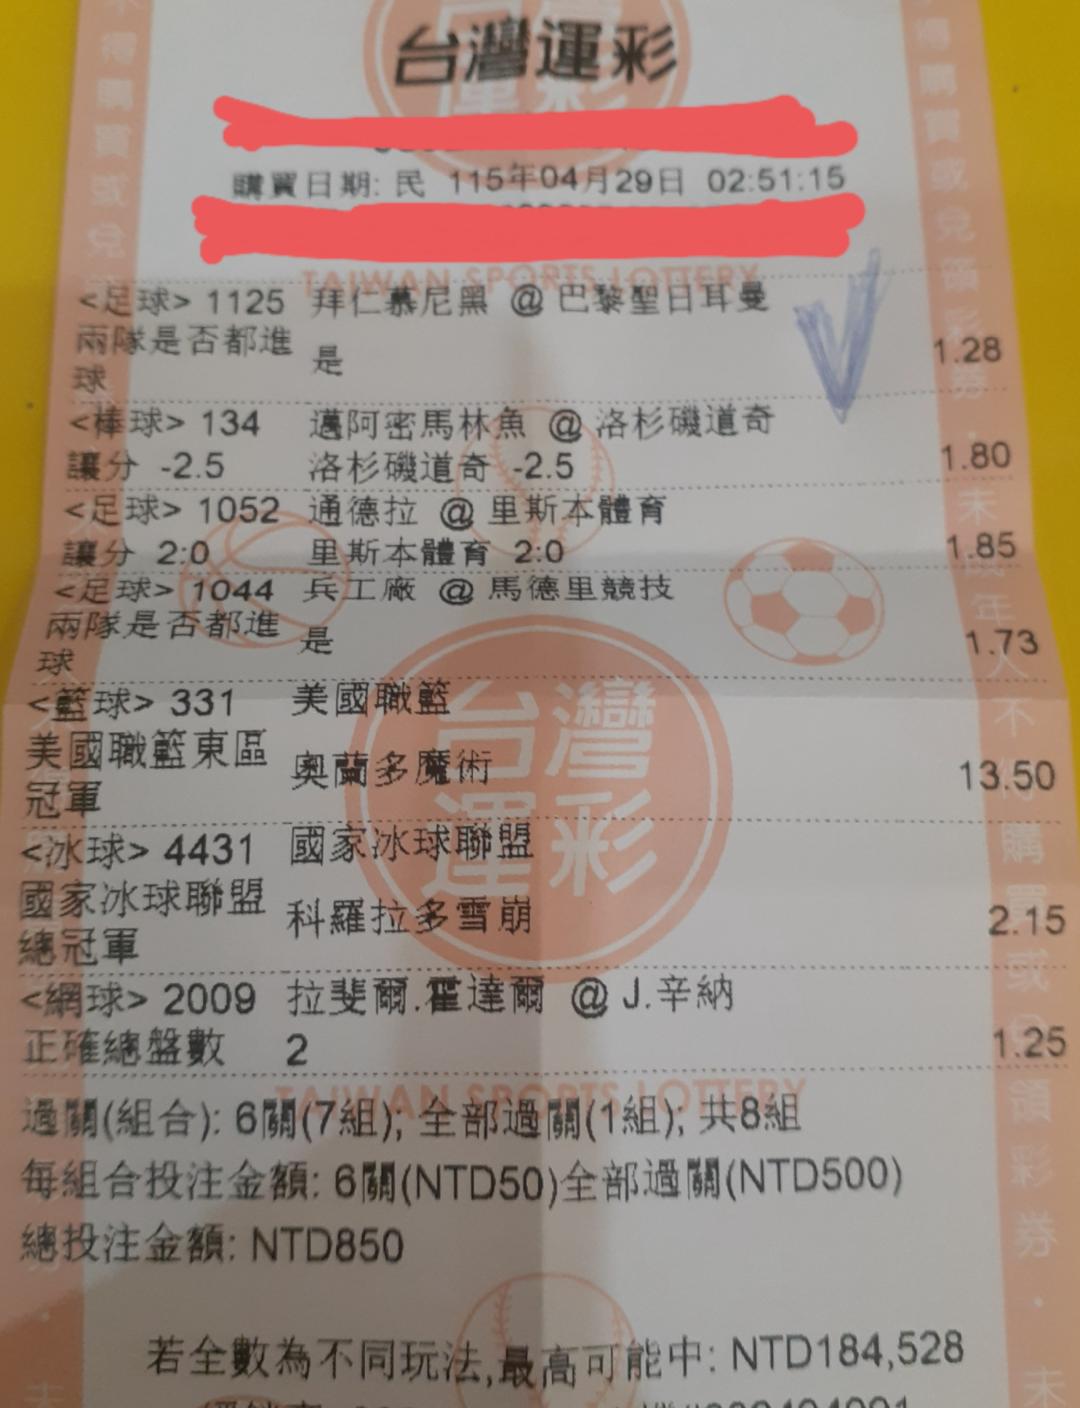 台灣運彩
購買日期: 民 115年04月29日 02:51:15
TAIWAN SPORTS LOTTERY
<足球> 1125 拜仁慕尼黑 @ 巴黎聖日耳曼
兩隊是否都進球 是 1.28
<棒球> 134 邁阿密馬林魚 @ 洛杉磯道奇
讓分 -2.5 洛杉磯道奇 -2.5 1.80
<足球> 1052 通德拉 @ 里斯本體育
讓分 2:0 里斯本體育 2:0 1.85
<足球> 1044 兵工廠 @ 馬德里競技
兩隊是否都進球 是 1.73
<籃球> 331 美國職籃
美國職籃東區冠軍 奧蘭多魔術 13.50
台灣運彩
<冰球> 4431 國家冰球聯盟
國家冰球聯盟總冠軍 科羅拉多雪崩 2.15
<網球> 2009 拉斐爾.霍達爾 @ J.辛納
正確總盤數 2 1.25
TAIWAN SPORTS LOTTERY
過關(組合): 6關(7組); 全部過關(1組); 共8組
每組合投注金額: 6關(NTD50)全部過關(NTD500)
總投注金額: NTD850
若全數為不同玩法,最高可能中: NTD184,528